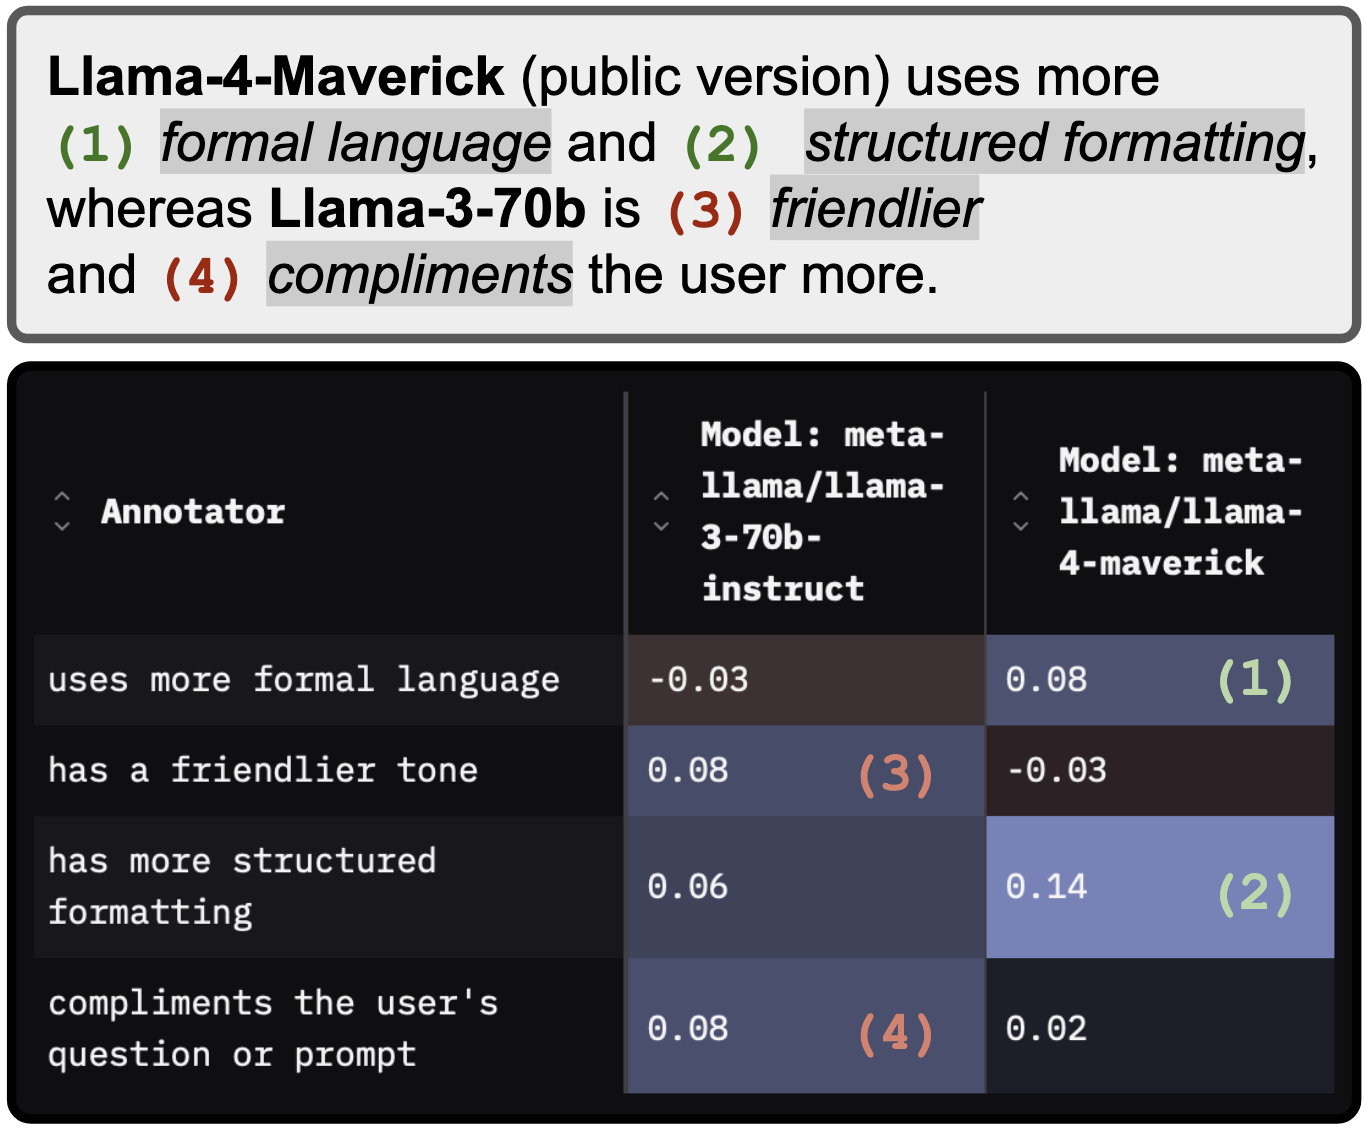 Llama-4-Maverick (public version) uses more
(1) formal language and (2) structured formatting,
whereas Llama-3-70b is (3) friendlier
and (4) compliments the user more.
Annotator
Model: meta-
llama/llama-
3-70b-
instruct
Model: meta-
llama/llama-
4-maverick
uses more formal language -0.03 0.08 (1)
has a friendlier tone 0.08 (3) -0.03
has more structured
formatting
0.06 0.14 (2)
compliments the user's
question or prompt
0.08 (4) 0.02